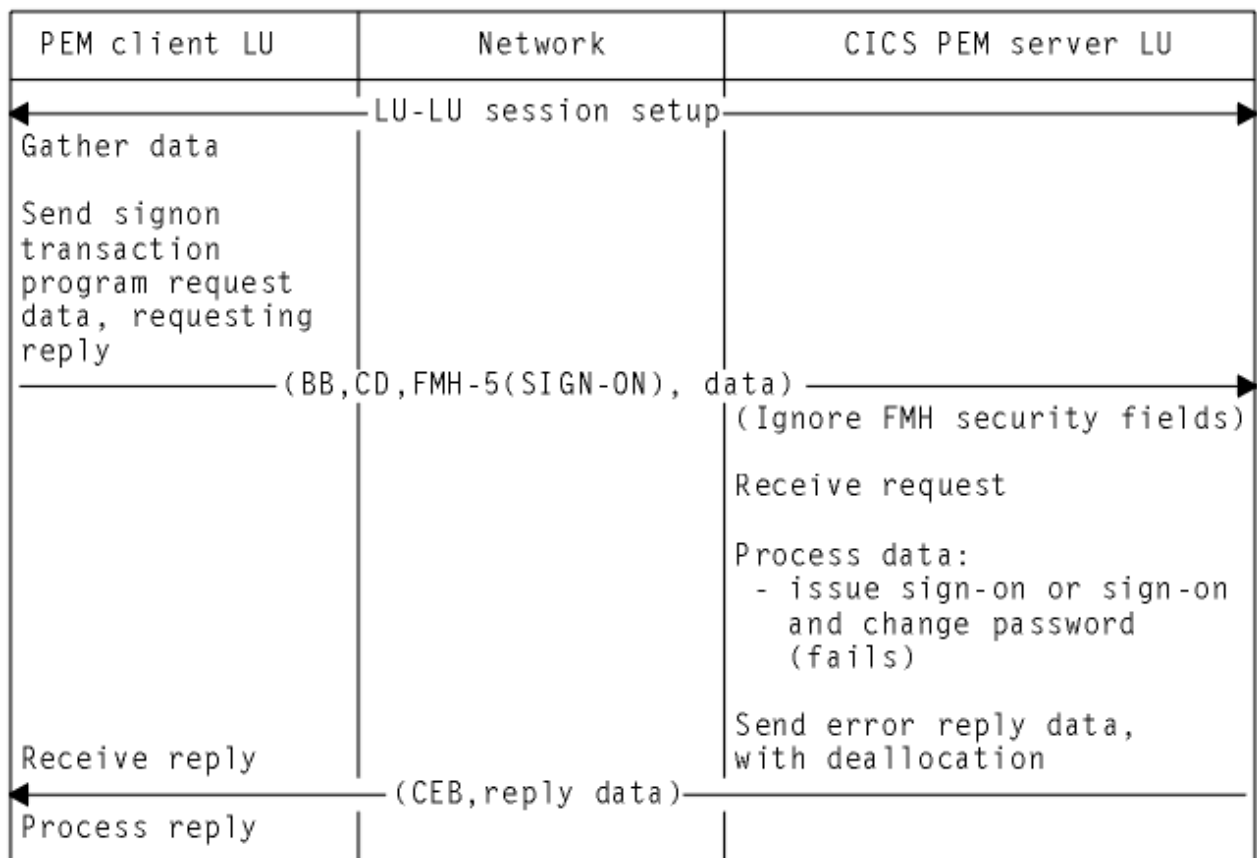 PEM client LU
Network
CICS PEM server LU
LU-LU session setup
Gather data
Send signon
transaction
program request
data, requesting
reply
(BB,CD,FMH-5(SIGN-ON), data)
(Ignore FMH security fields)
Receive request
Process data:
- issue sign-on or sign-on
and change password
(fails)
Send error reply data,
with deallocation
Receive reply
(CEB,reply data)
Process reply